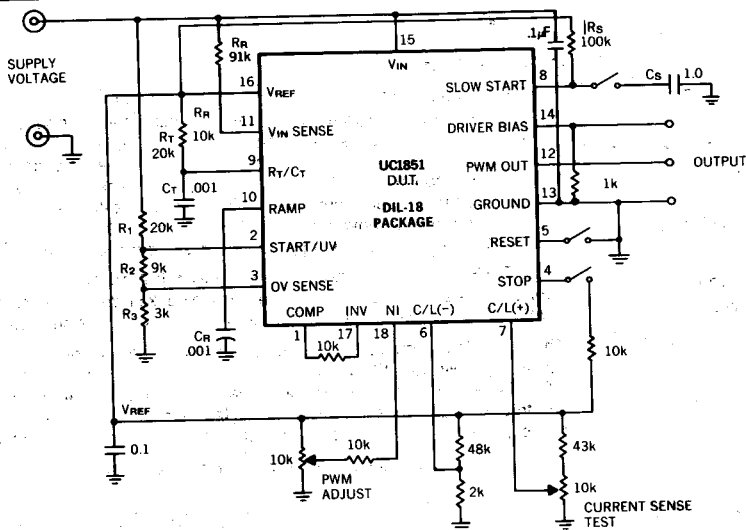 SUPPLY
VOLTAGE
RR
91k
15
VIN
.1µF
RS
100k
16
VREF
SLOW START
8
CS
1.0
RR
10k
RT
20k
11
VIN SENSE
DRIVER BIAS
14
9
RT/CT
UC1851
D.U.T.
PWM OUT
12
OUTPUT
CT
.001
10
RAMP
DIL-18
PACKAGE
GROUND
13
1k
R1
20k
2
START/UV
RESET
5
R2
9k
3
OV SENSE
STOP
4
R3
3k
COMP
INV
NI
C/L(-)
C/L(+)
CR
.001
1
17
18
6
7
10k
10k
VREF
0.1
10k
10k
PWM
ADJUST
48k
2k
43k
10k
CURRENT SENSE
TEST